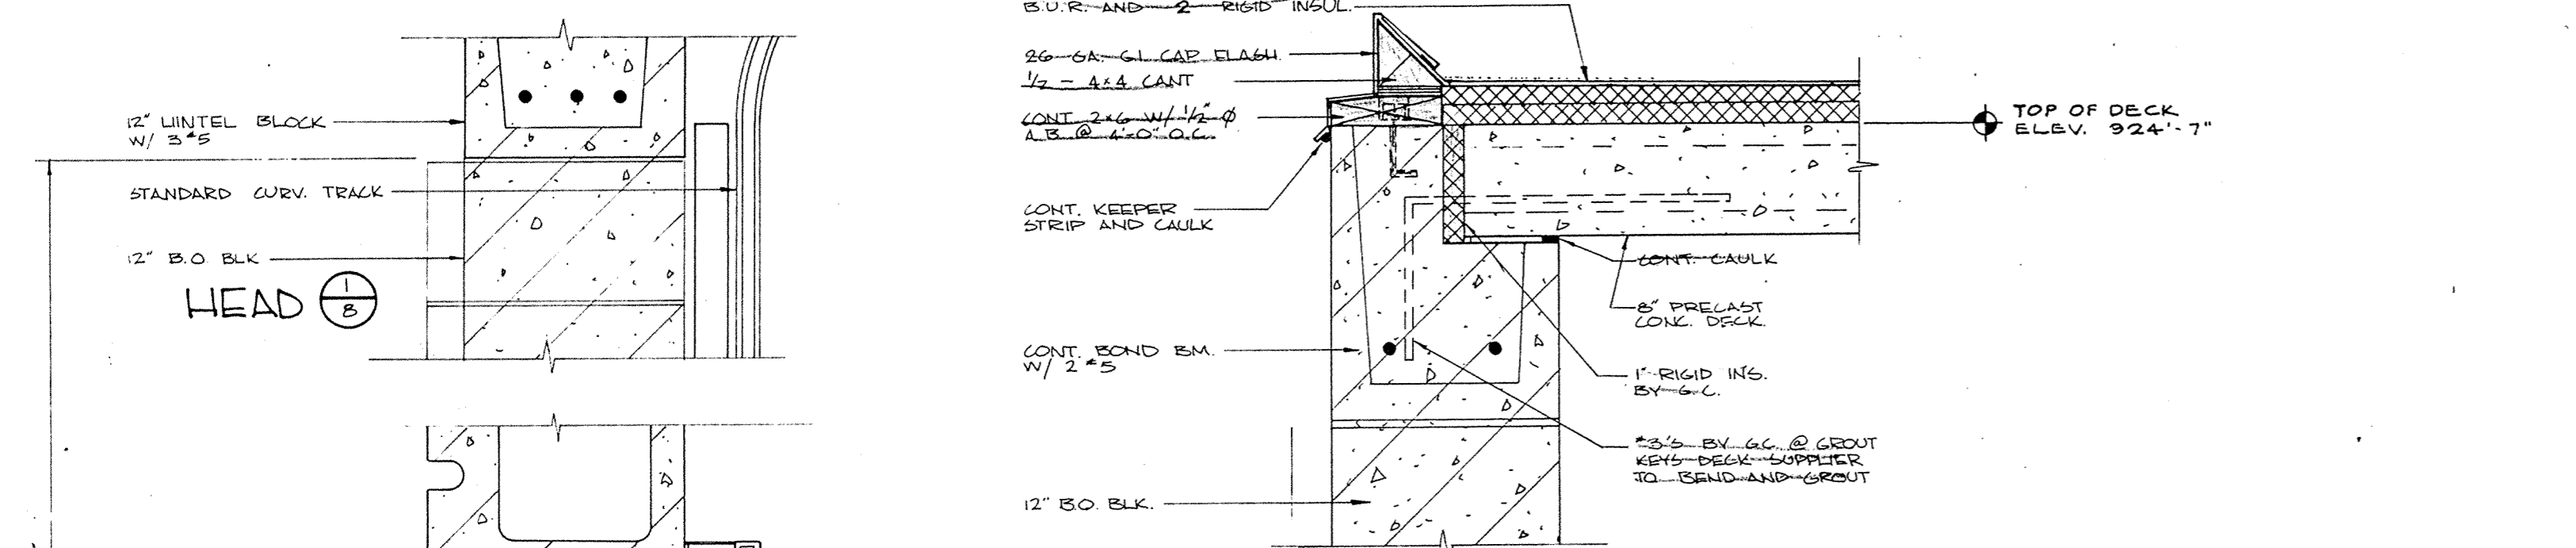 12" LINTEL BLOCK
W/ 3 #5
STANDARD CURV. TRACK
12" B.O. BLK
HEAD 1
8
B.U.R. AND 2 RIGID INSUL.
26 GA. G.I. CAP FLASH
1/2 - 4x4 CANT
CONT. 2x6 W/ 1/2" Ø
A.B. @ 4'-0" O.C.
CONT. KEEPER
STRIP AND CAULK
CONT. BOND BM.
W/ 2 #5
12" B.O. BLK.
TOP OF DECK
ELEV. 924'-7"
CONT. CAULK
8" PRECAST
CONC. DECK.
1" RIGID INS.
BY G.C.
#3'S BY G.C. @ GROUT
KEYS DECK SUPPLIER
TO BEND AND GROUT